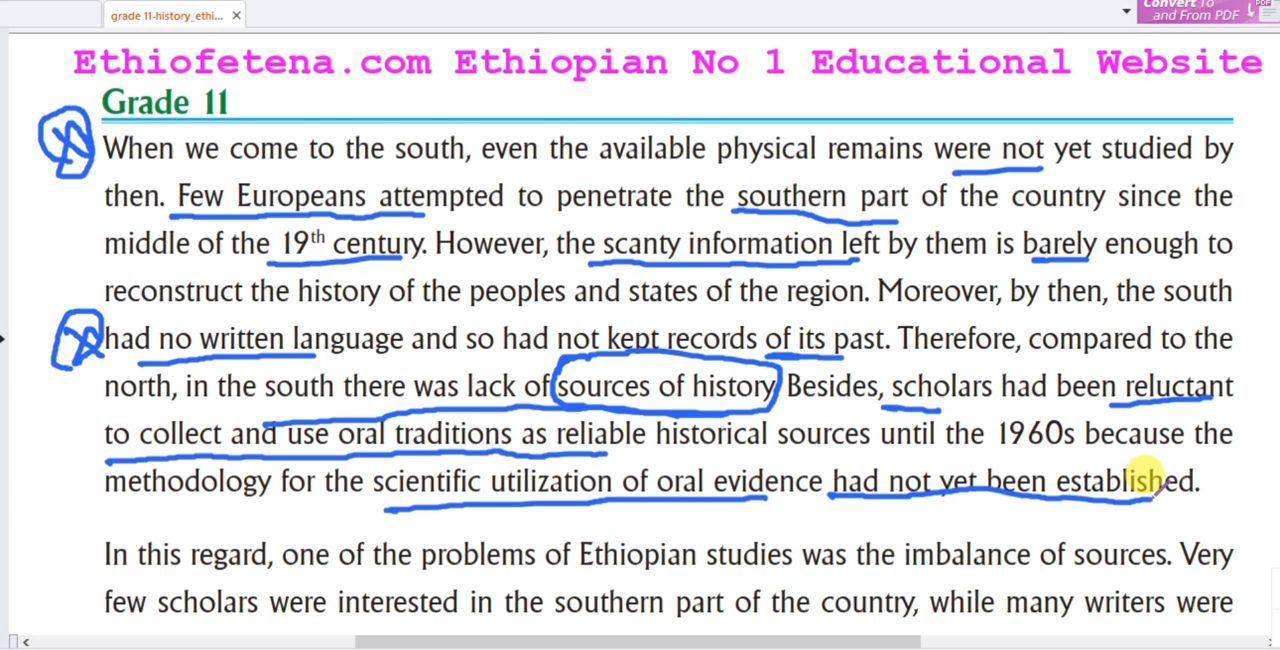 grade 11-history_ethi...
Convert To
and From PDF
Ethiofetena.com Ethiopian No 1 Educational Website
Grade 11
When we come to the south, even the available physical remains were not yet studied by
then. Few Europeans attempted to penetrate the southern part of the country since the
middle of the 19th century. However, the scanty information left by them is barely enough to
reconstruct the history of the peoples and states of the region. Moreover, by then, the south
had no written language and so had not kept records of its past. Therefore, compared to the
north, in the south there was lack of sources of history. Besides, scholars had been reluctant
to collect and use oral traditions as reliable historical sources until the 1960s because the
methodology for the scientific utilization of oral evidence had not yet been established.
In this regard, one of the problems of Ethiopian studies was the imbalance of sources. Very
few scholars were interested in the southern part of the country, while many writers were